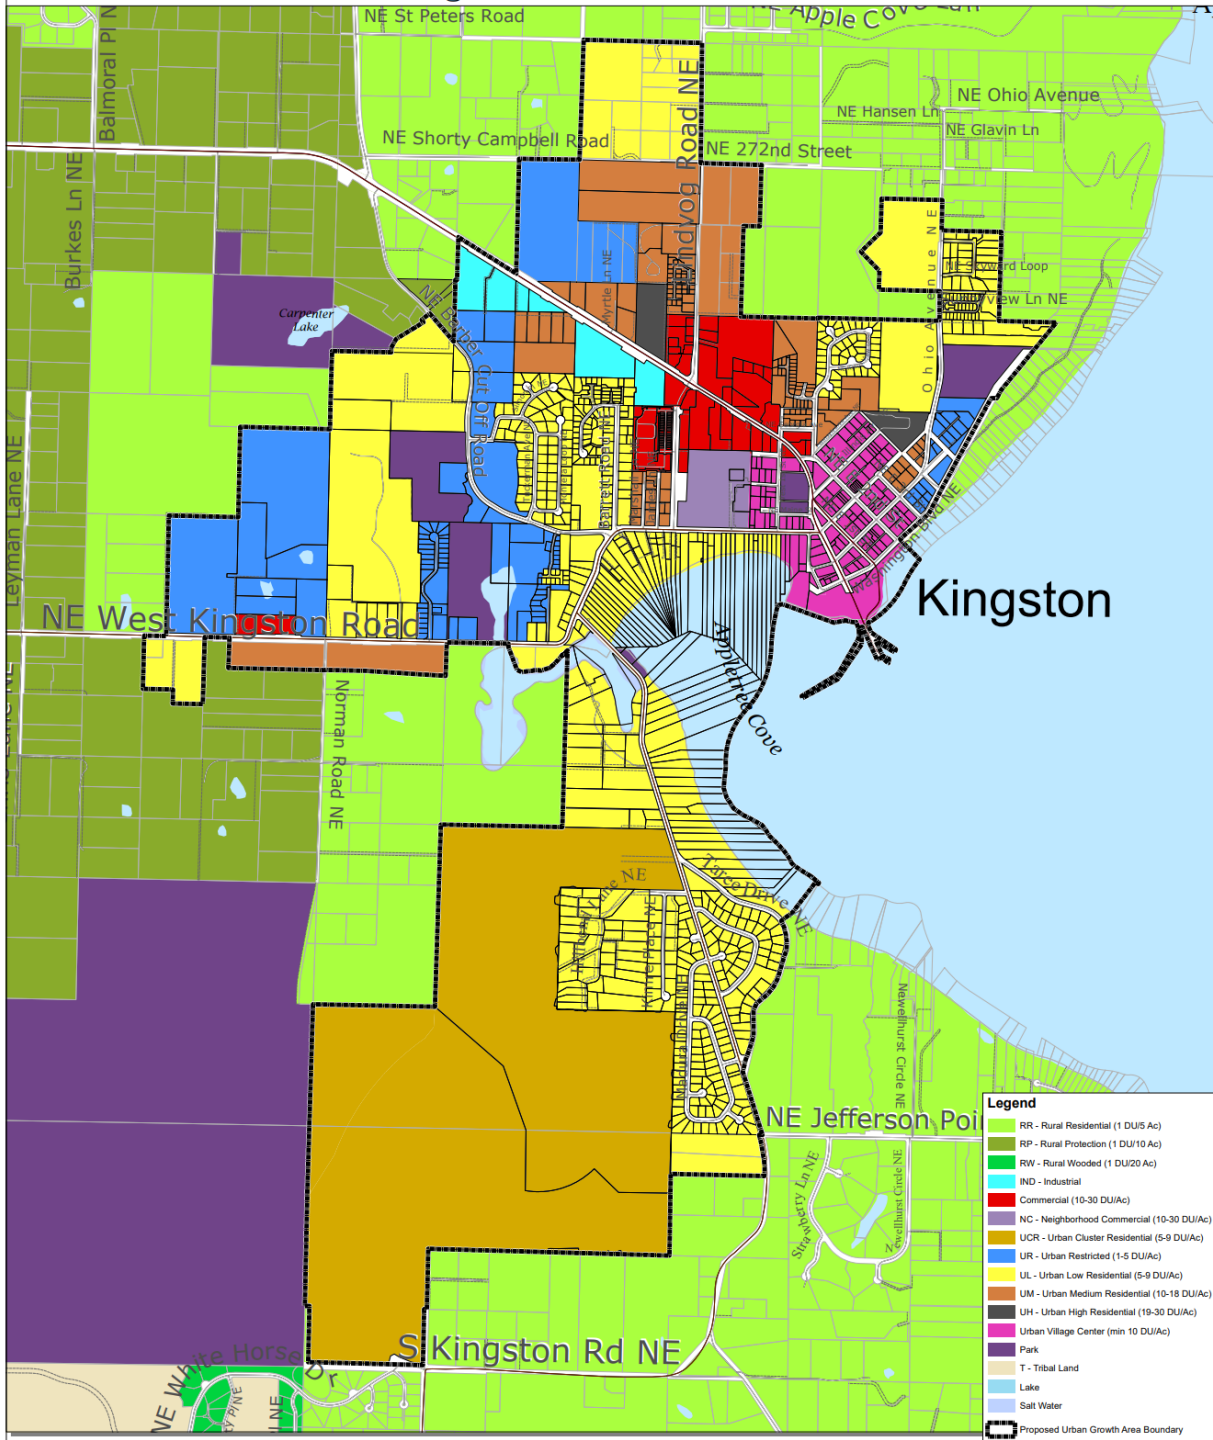 NE St Peters Road
Balmoral Pl N
NE Ohio Avenue
NE Hansen Ln
NE Glavin Ln
NE Shorty Campbell Road
NE 272nd Street
Burkes Ln NE
Myrtle Ln NE
Ohio Avenue NE
Carpenter
Lake
NE Barber Cut Off Road
Barrett Road NE
Leyman Lane NE
Washington Blvd NE
Kingston
NE West Kingston Road
Appletree Cove
Norman Road NE
Taree Drive NE
Newellhurst Circle NE
NE Jefferson Poi
Strawberry Ln NE
Newellhurst Circle NE
S Kingston Rd NE
NE White Horse Dr
Legend
RR - Rural Residential (1 DU/5 Ac)
RP - Rural Protection (1 DU/10 Ac)
RW - Rural Wooded (1 DU/20 Ac)
IND - Industrial
Commercial (10-30 DU/Ac)
NC - Neighborhood Commercial (10-30 DU/Ac)
UCR - Urban Cluster Residential (5-9 DU/Ac)
UR - Urban Restricted (1-5 DU/Ac)
UL - Urban Low Residential (5-9 DU/Ac)
UM - Urban Medium Residential (10-18 DU/Ac)
UH - Urban High Residential (19-30 DU/Ac)
Urban Village Center (min 10 DU/Ac)
Park
T - Tribal Land
Lake
Salt Water
Proposed Urban Growth Area Boundary